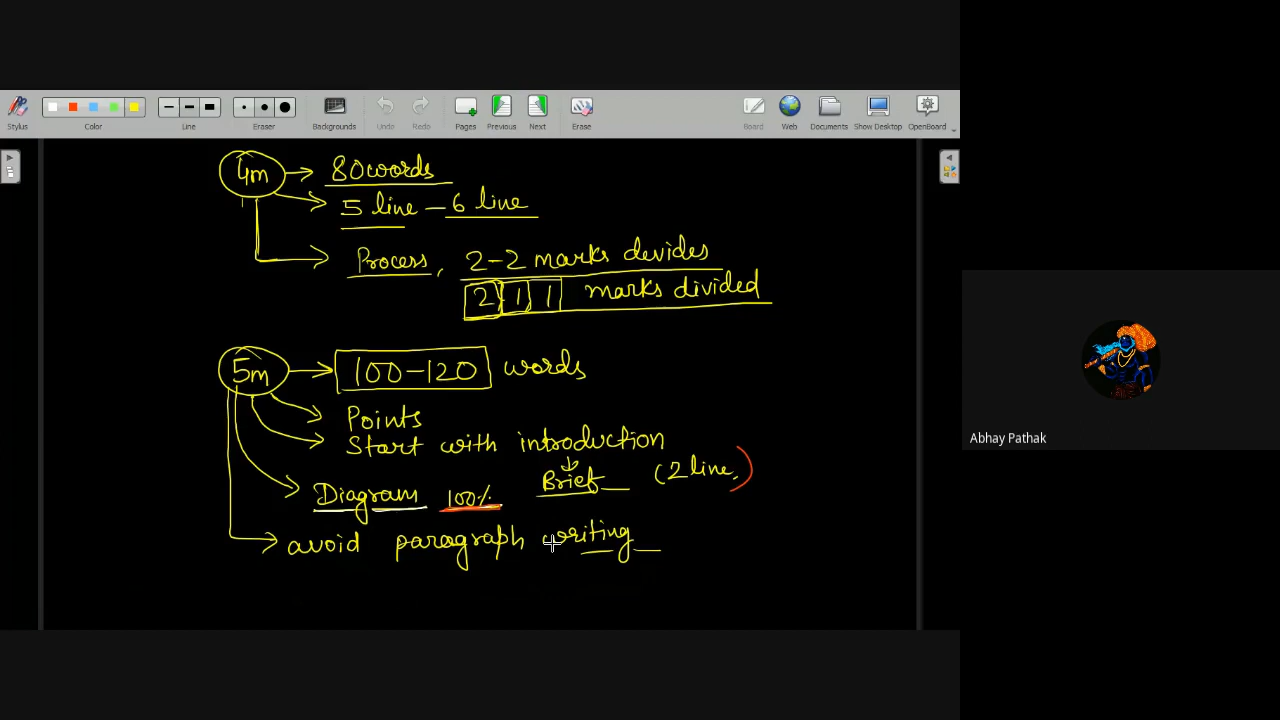 Stylus
Color
Line
Eraser
Backgrounds
Undo
Redo
Pages
Previous
Next
Erase
Board
Web
Documents
Show Desktop
OpenBoard
4m → 80 words
5 line - 6 line
Process, 2-2 marks devides
2 1 1 marks divided
5m → 100-120 words
Points
Start with introduction
Brief (2 line)
Diagram 100%
avoid paragraph writing
Abhay Pathak